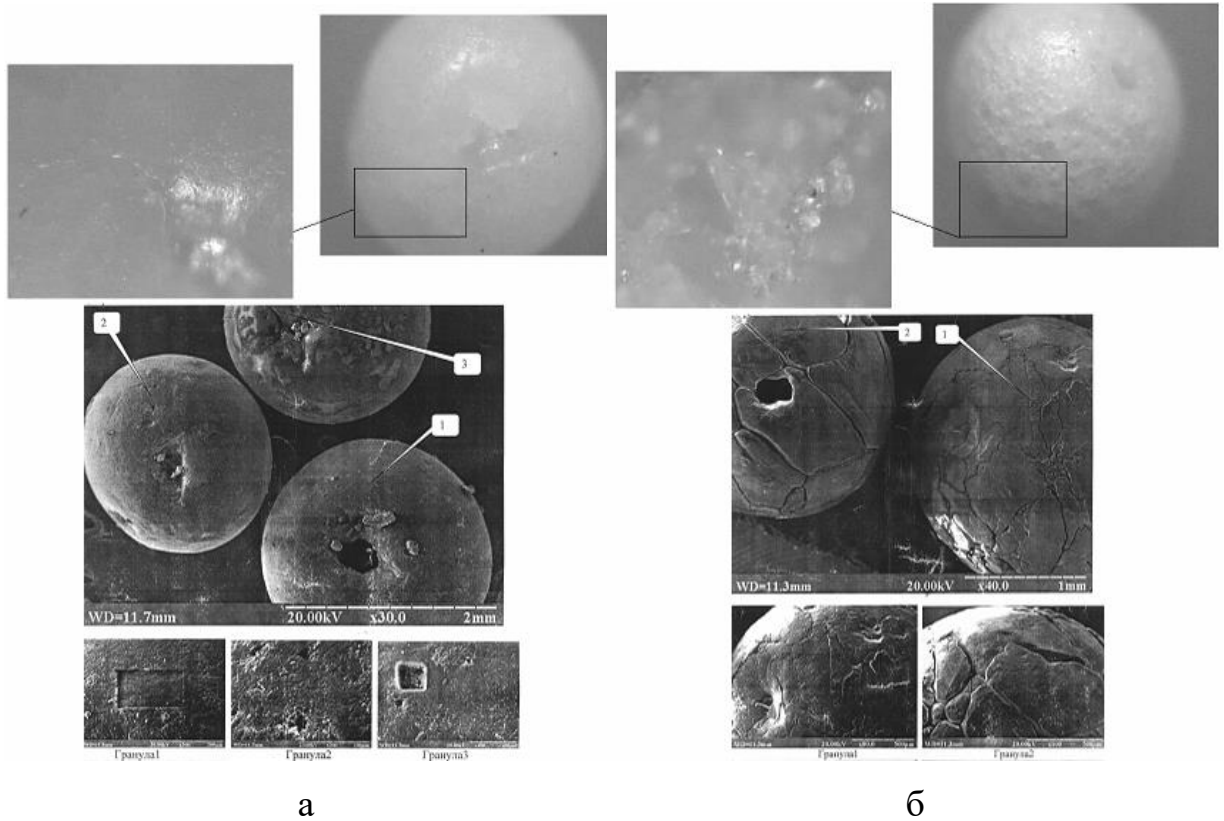 2
3
1
WD=11.7mm 20.00kV x30.0 2mm
Гранула1
Гранула2
Гранула3
а
2
1
WD=11.3mm 20.00kV x40.0 1mm
Гранула1
Гранула2
б